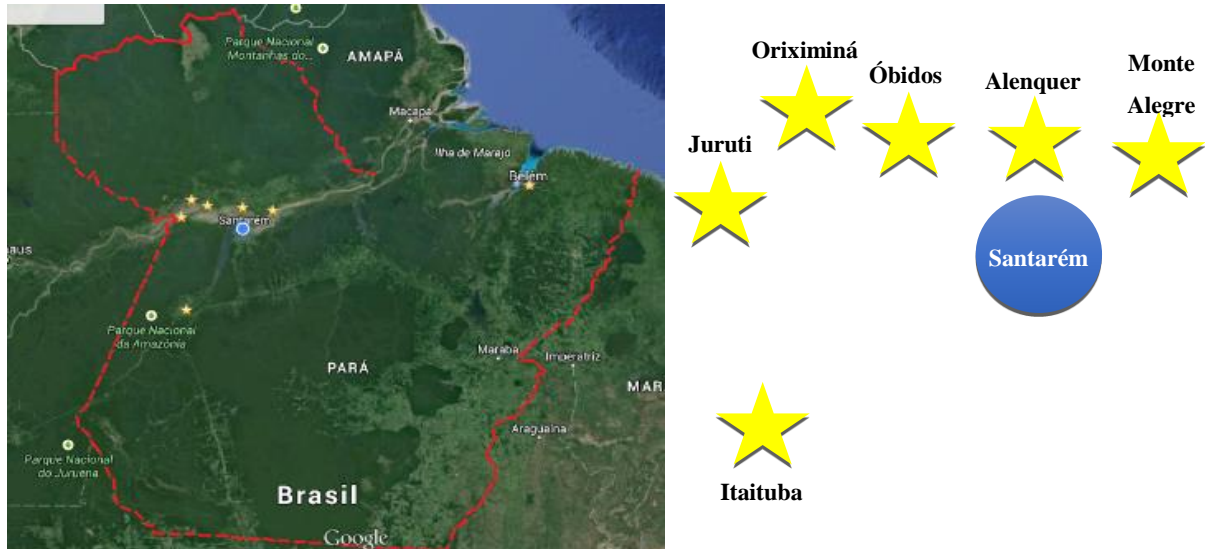 Parque Nacional
Montanhas do...
AMAPÁ
Macapá
Ilha de Marajó
Belém
Santarém
aus
Parque Nacional
da Amazônia
PARÁ
Marabá
Imperatriz
MAR
Araguaína
Parque Nacional
do Juruena
Brasil
Google
Oriximiná
Óbidos
Alenquer
Monte
Alegre
Juruti
Santarém
Itaituba